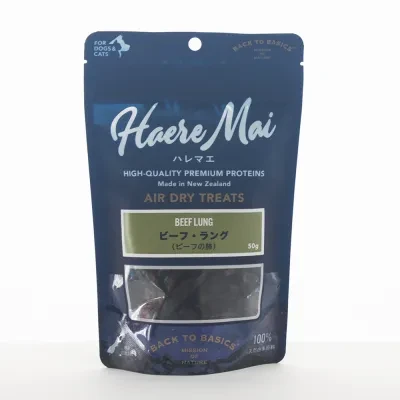 FOR
DOGS &
CATS
BACK TO BASICS
Haere Mai
ハレマエ
HIGH-QUALITY PREMIUM PROTEINS
Made in New Zealand
AIR DRY TREATS
BEEF LUNG
ビーフ・ラング
(ビーフの肺)
50g
"BACK TO BASICS"
MISSION
100%